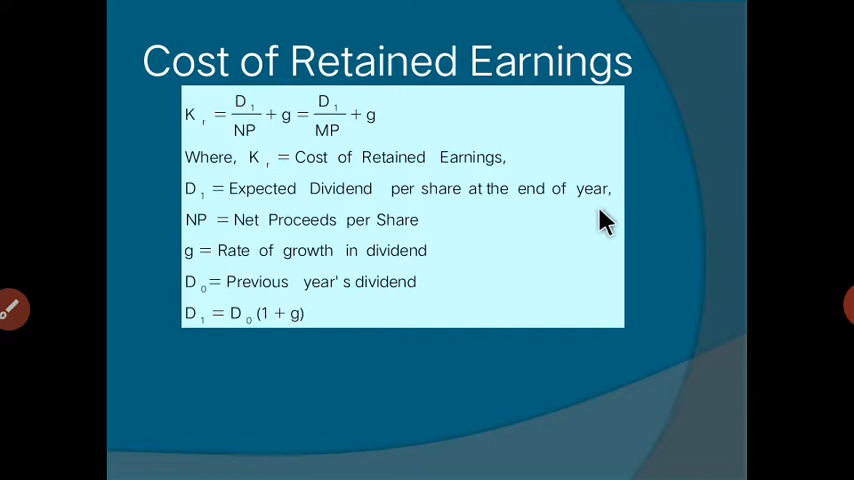 Cost of Retained Earnings
K r = D 1 / NP + g = D 1 / MP + g
Where, K r = Cost of Retained Earnings,
D 1 = Expected Dividend per share at the end of year,
NP = Net Proceeds per Share
g = Rate of growth in dividend
D 0 = Previous year's dividend
D 1 = D 0 (1 + g)